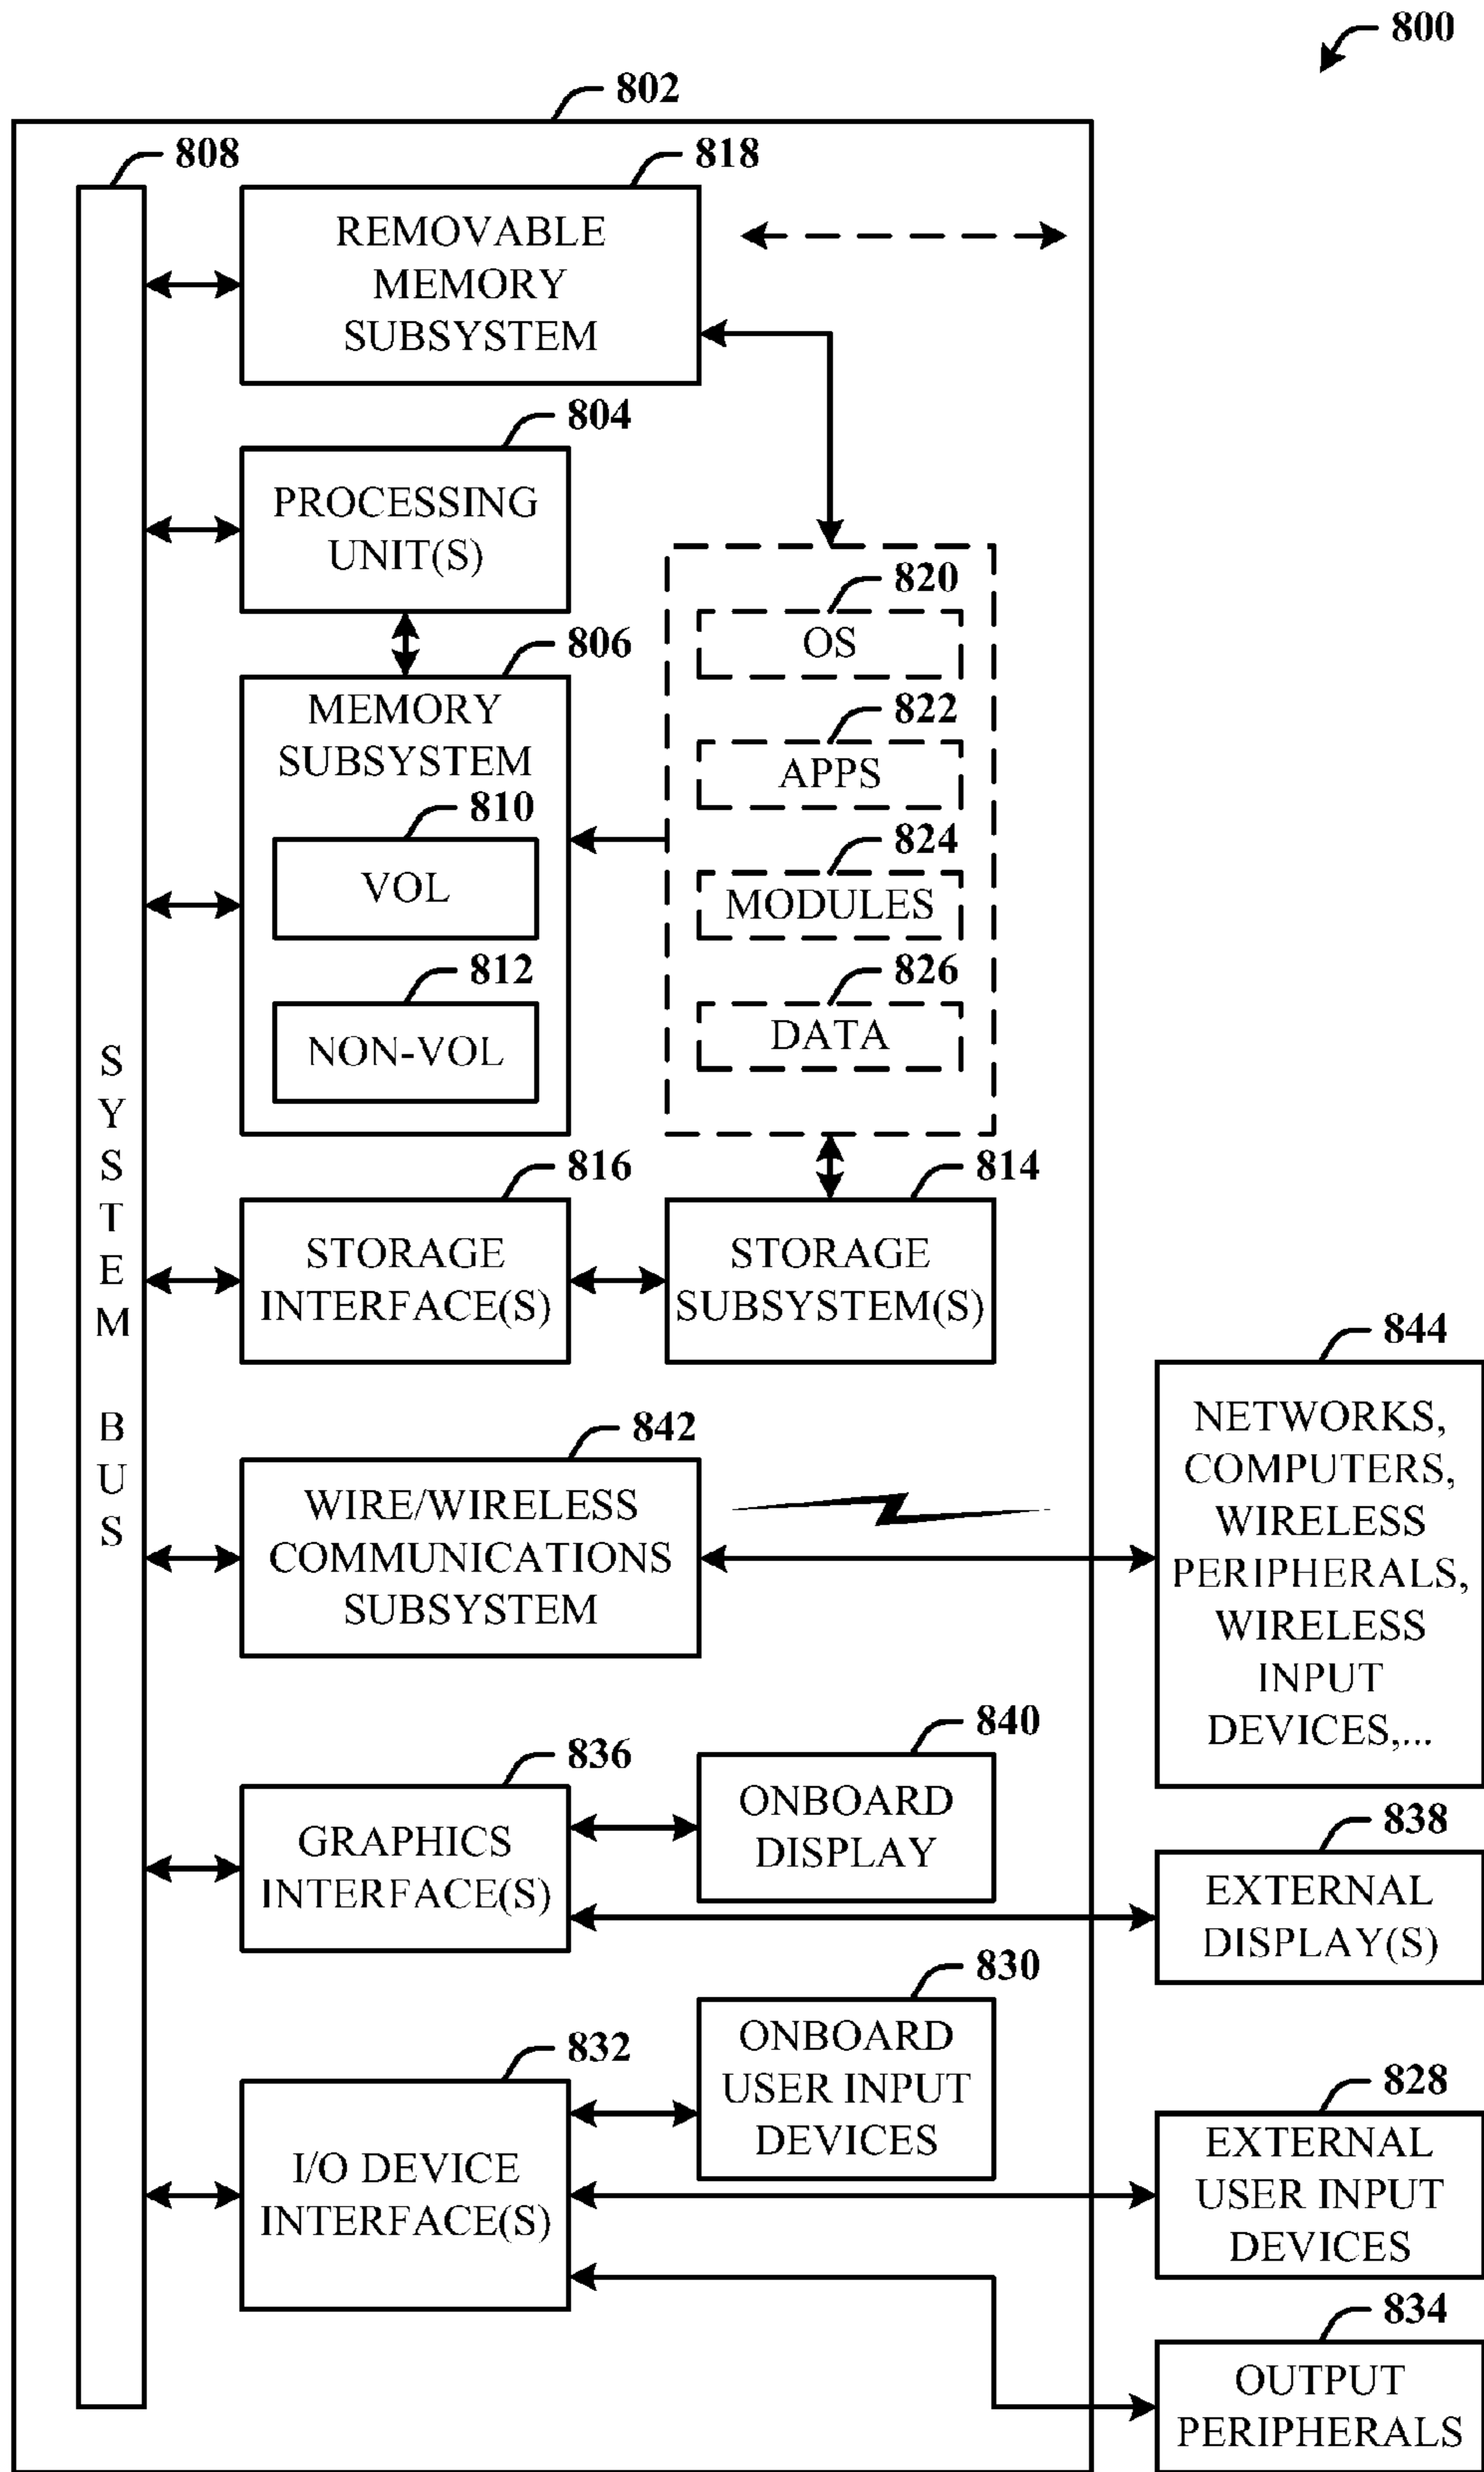 800
802
808
818
REMOVABLE
MEMORY
SUBSYSTEM
804
PROCESSING
UNIT(S)
806
MEMORY
SUBSYSTEM
810
VOL
812
NON-VOL
820
OS
822
APPS
824
MODULES
826
DATA
SYSTEM BUS
816
STORAGE
INTERFACE(S)
814
STORAGE
SUBSYSTEM(S)
842
WIRE/WIRELESS
COMMUNICATIONS
SUBSYSTEM
844
NETWORKS,
COMPUTERS,
WIRELESS
PERIPHERALS,
WIRELESS
INPUT
DEVICES,...
836
GRAPHICS
INTERFACE(S)
840
ONBOARD
DISPLAY
838
EXTERNAL
DISPLAY(S)
832
I/O DEVICE
INTERFACE(S)
830
ONBOARD
USER INPUT
DEVICES
828
EXTERNAL
USER INPUT
DEVICES
834
OUTPUT
PERIPHERALS